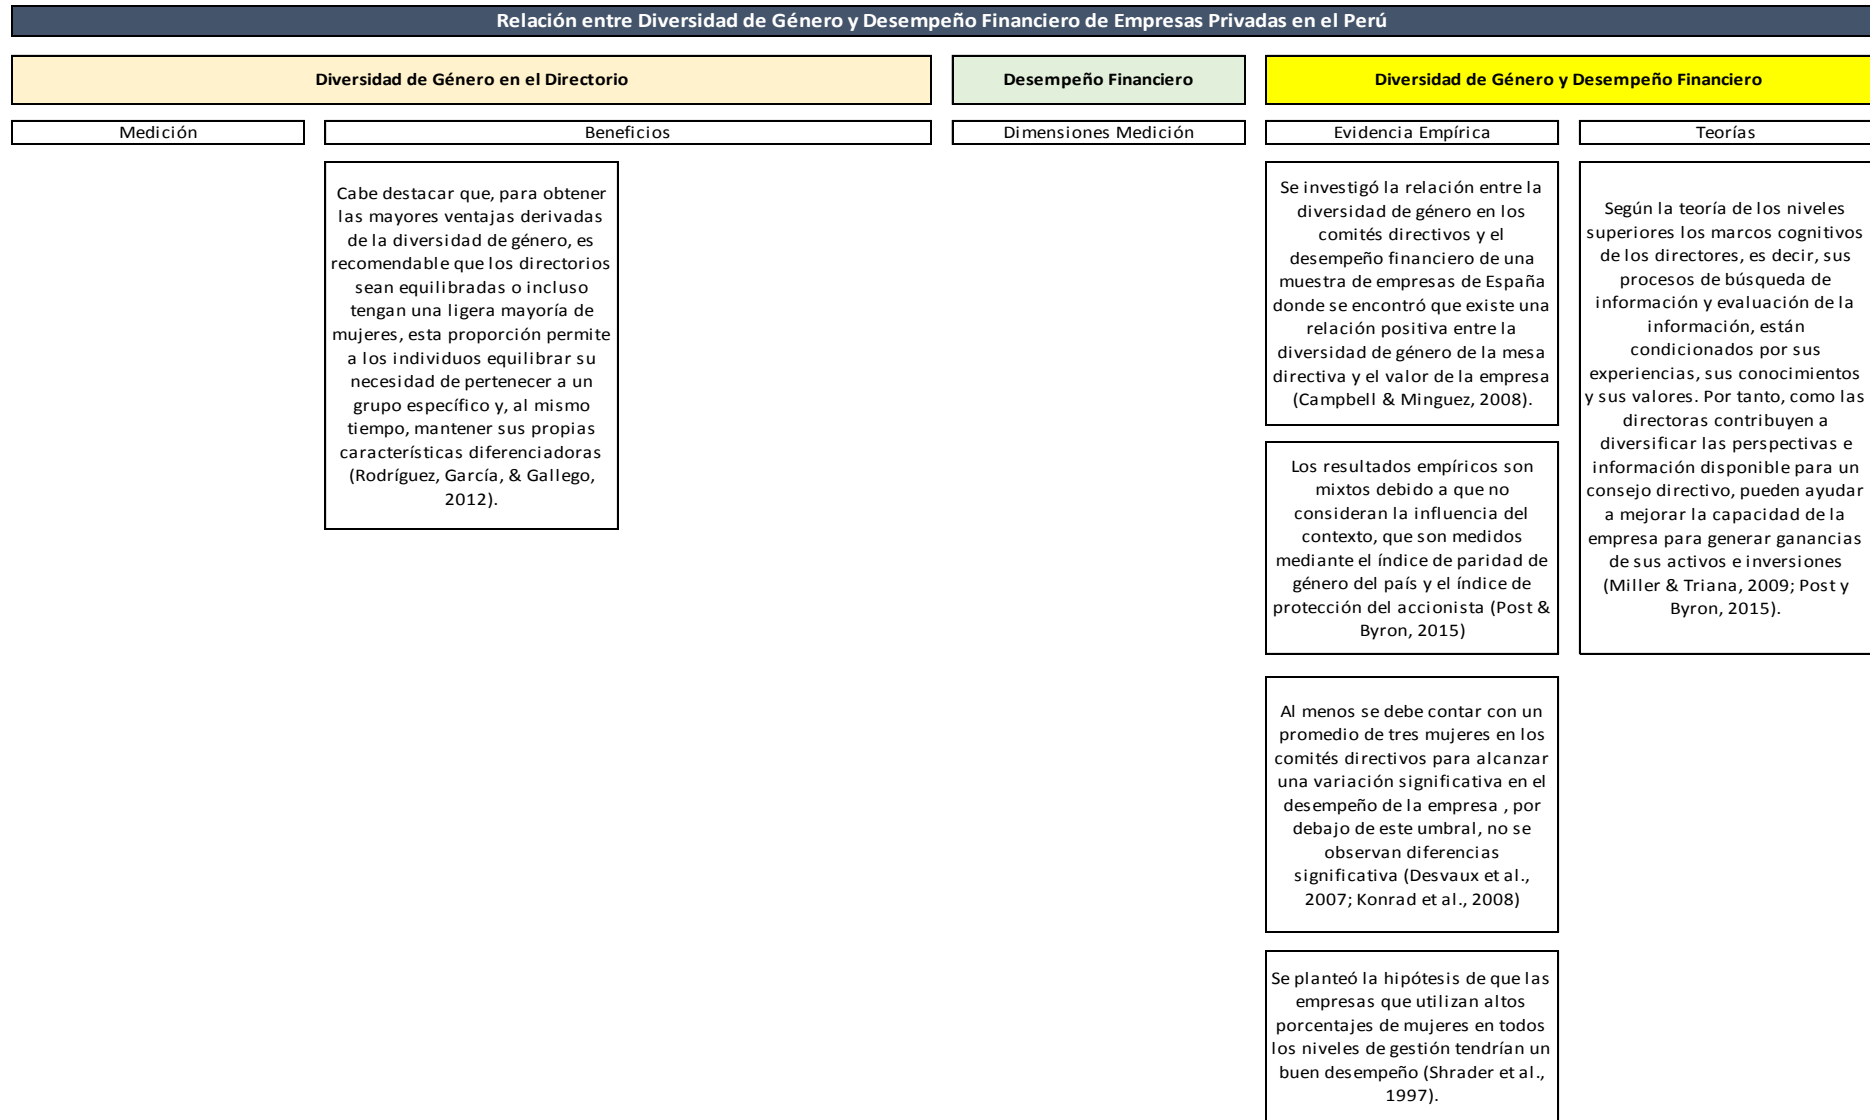 Relación entre Diversidad de Género y Desempeño Financiero de Empresas Privadas en el Perú
Diversidad de Género en el Directorio
Desempeño Financiero
Diversidad de Género y Desempeño Financiero
Medición
Beneficios
Dimensiones Medición
Evidencia Empírica
Teorías
Cabe destacar que, para obtener
las mayores ventajas derivadas
de la diversidad de género, es
recomendable que los directorios
sean equilibradas o incluso
tengan una ligera mayoría de
mujeres, esta proporción permite
a los individuos equilibrar su
necesidad de pertenecer a un
grupo específico y, al mismo
tiempo, mantener sus propias
características diferenciadoras
(Rodríguez, García, & Gallego,
2012).
Se investigó la relación entre la
diversidad de género en los
comités directivos y el
desempeño financiero de una
muestra de empresas de España
donde se encontró que existe una
relación positiva entre la
diversidad de género de la mesa
directiva y el valor de la empresa
(Campbell & Minguez, 2008).
Los resultados empíricos son
mixtos debido a que no
consideran la influencia del
contexto, que son medidos
mediante el índice de paridad de
género del país y el índice de
protección del accionista (Post &
Byron, 2015)
Al menos se debe contar con un
promedio de tres mujeres en los
comités directivos para alcanzar
una variación significativa en el
desempeño de la empresa , por
debajo de este umbral, no se
observan diferencias
significativa (Desvaux et al.,
2007; Konrad et al., 2008)
Se planteó la hipótesis de que las
empresas que utilizan altos
porcentajes de mujeres en todos
los niveles de gestión tendrían un
buen desempeño (Shrader et al.,
1997).
Según la teoría de los niveles
superiores los marcos cognitivos
de los directores, es decir, sus
procesos de búsqueda de
información y evaluación de la
información, están
condicionados por sus
experiencias, sus conocimientos
y sus valores. Por tanto, como las
directoras contribuyen a
diversificar las perspectivas e
información disponible para un
consejo directivo, pueden ayudar
a mejorar la capacidad de la
empresa para generar ganancias
de sus activos e inversiones
(Miller & Triana, 2009; Post y
Byron, 2015).